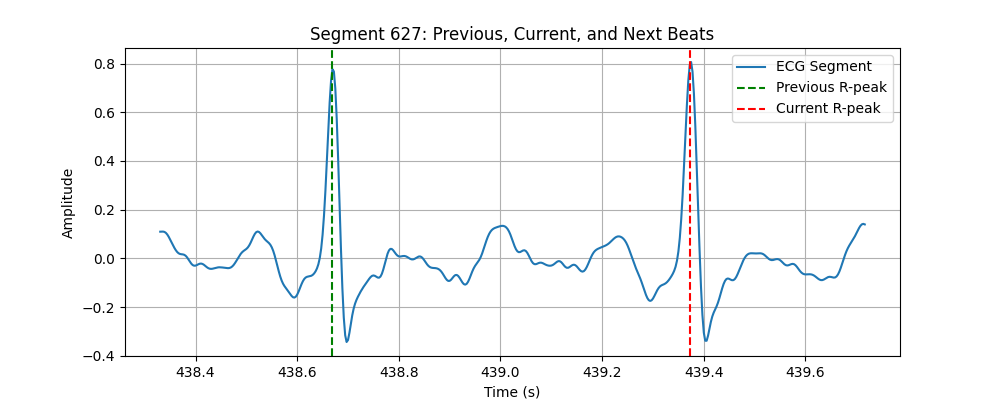 Segment 627: Previous, Current, and Next Beats
ECG Segment
Previous R-peak
Current R-peak
Amplitude
0.8
0.6
0.4
0.2
0.0
−0.2
−0.4
438.4 438.6 438.8 439.0 439.2 439.4 439.6
Time (s)